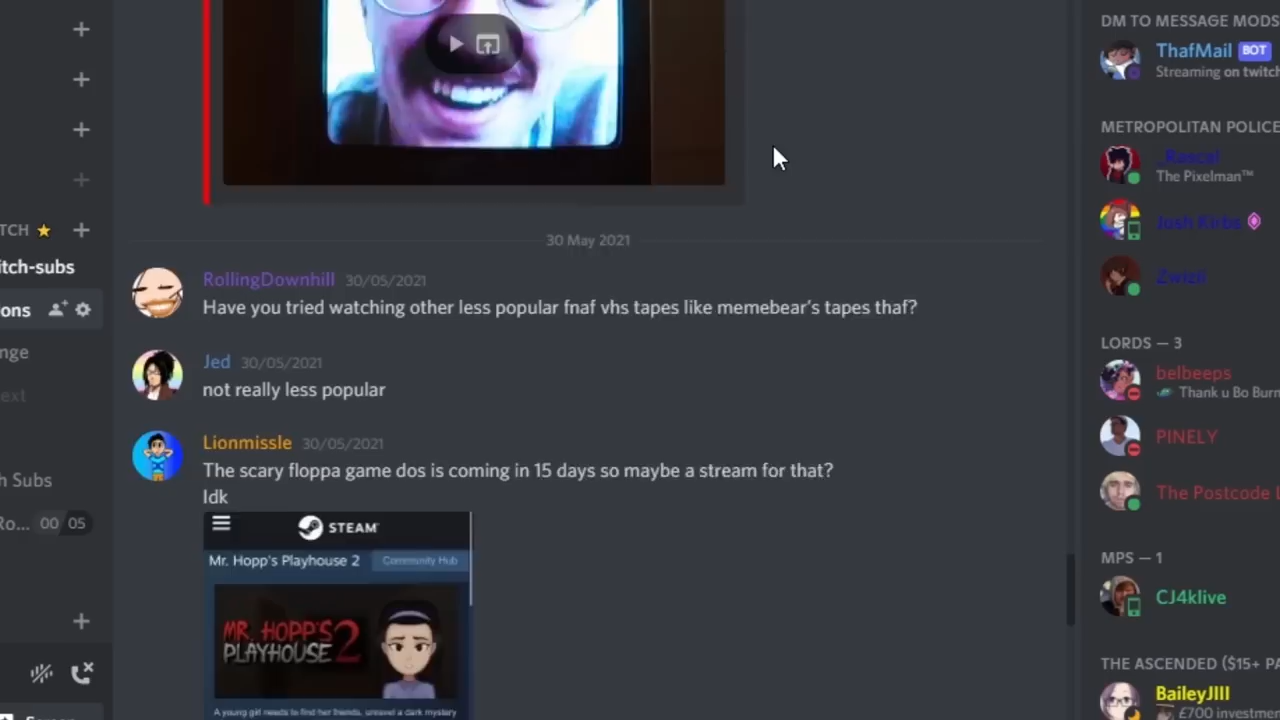 TCH
itch-subs
ons
nge
ext
h Subs
Ro... 00 05
30 May 2021
RollingDownhill 30/05/2021
Have you tried watching other less popular fnaf vhs tapes like memebear's tapes thaf?
Jed 30/05/2021
not really less popular
Lionmissle 30/05/2021
The scary floppa game dos is coming in 15 days so maybe a stream for that?
Idk
STEAM
Mr. Hopp's Playhouse 2 Community Hub
MR. HOPP'S
PLAYHOUSE 2
A young girl needs to find her friends, unravel a dark mystery
DM TO MESSAGE MODS
ThafMail BOT
Streaming on twitch
METROPOLITAN POLICE
_Rascal
The Pixelman™
Josh Kirbs
Zwizli
LORDS — 3
belbeeps
Thank u Bo Burn
PINELY
The Postcode
MPS — 1
CJ4klive
THE ASCENDED ($15+ PA
BaileyJIII
£700 investmen